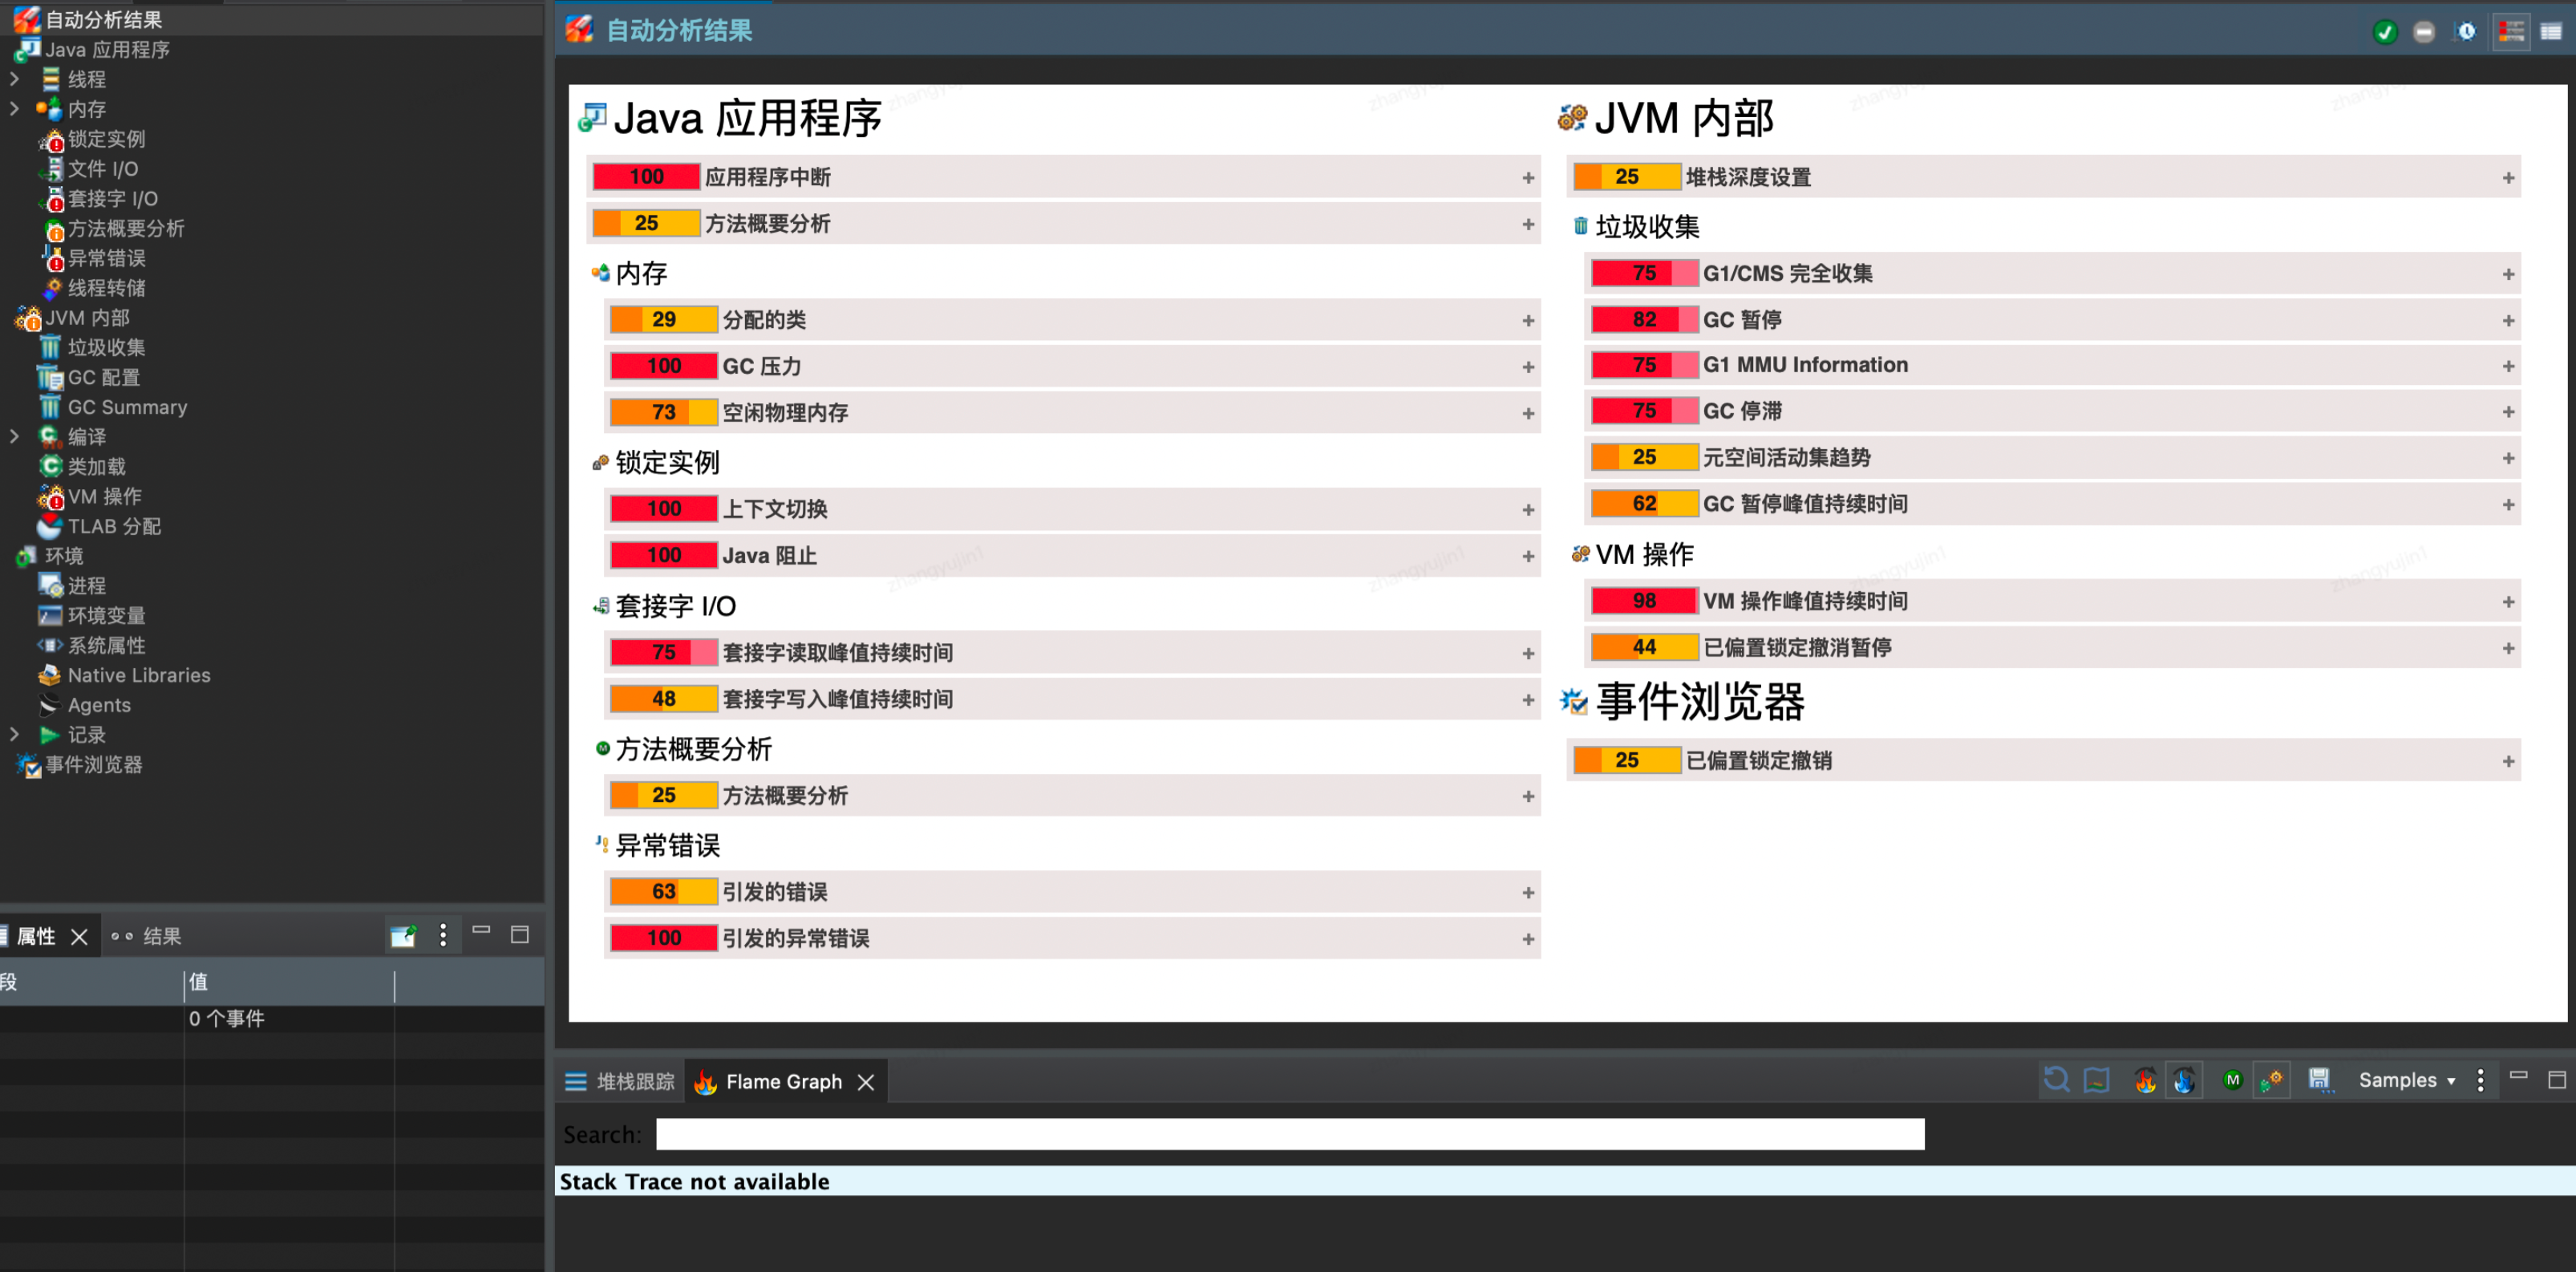 自动分析结果
Java 应用程序
线程
内存
锁定实例
文件 I/O
套接字 I/O
方法概要分析
异常错误
线程转储
JVM 内部
垃圾收集
GC 配置
GC Summary
编译
类加载
VM 操作
TLAB 分配
环境
进程
环境变量
系统属性
Native Libraries
Agents
记录
事件浏览器
属性
结果
段 值
0 个事件
自动分析结果
Java 应用程序
100 应用程序中断 +
25 方法概要分析 +
内存
29 分配的类 +
100 GC 压力 +
73 空闲物理内存 +
锁定实例
100 上下文切换 +
100 Java 阻止 +
套接字 I/O
75 套接字读取峰值持续时间 +
48 套接字写入峰值持续时间 +
方法概要分析
25 方法概要分析 +
异常错误
63 引发的错误 +
100 引发的异常错误 +
JVM 内部
25 堆栈深度设置 +
垃圾收集
75 G1/CMS 完全收集 +
82 GC 暂停 +
75 G1 MMU Information +
75 GC 停滞 +
25 元空间活动集趋势 +
62 GC 暂停峰值持续时间 +
VM 操作
98 VM 操作峰值持续时间 +
44 已偏置锁定撤消暂停 +
事件浏览器
25 已偏置锁定撤销 +
zhangyujin1
zhangyujin1
zhangyujin1
zhangyujin1
堆栈跟踪
Flame Graph
Samples
Search:
Stack Trace not available